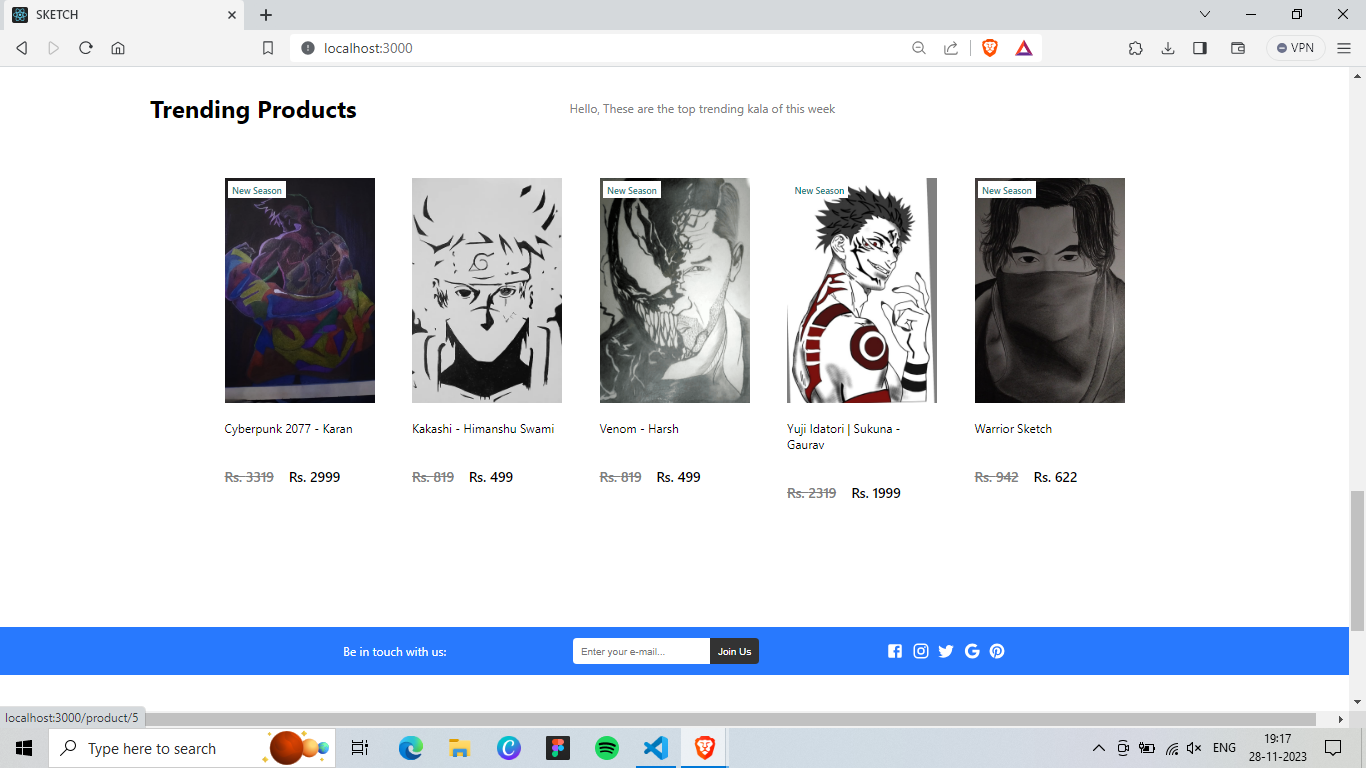 SKETCH
localhost:3000
VPN
Trending Products
Hello, These are the top trending kala of this week
New Season
New Season
New Season
New Season
Cyberpunk 2077 - Karan
Kakashi - Himanshu Swami
Venom - Harsh
Yuji Idatori | Sukuna -
Gaurav
Warrior Sketch
Rs. 3319 Rs. 2999
Rs. 819 Rs. 499
Rs. 819 Rs. 499
Rs. 2319 Rs. 1999
Rs. 942 Rs. 622
Be in touch with us:
Enter your e-mail...
Join Us
localhost:3000/product/5
Type here to search
ENG
19:17
28-11-2023